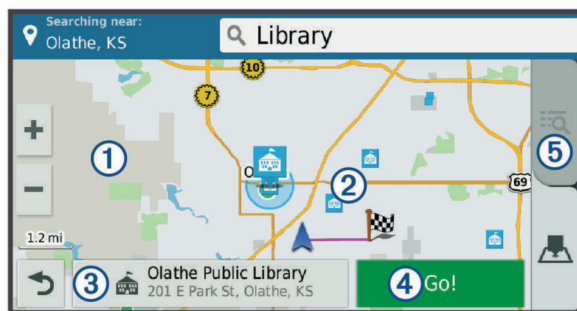 Searching near:
Olathe, KS
Library
10
7
1
+
O
2
69
5
−
1.2 mi
3
Olathe Public Library
201 E Park St, Olathe, KS
4
Go!